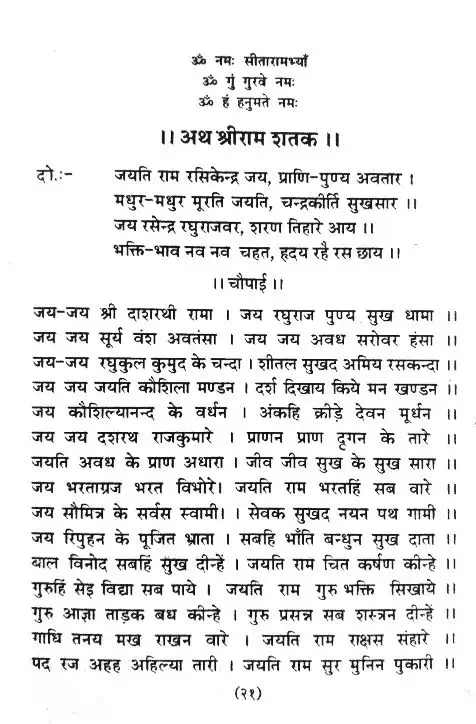 ॐ नमः सीताराम‍भ्याँ
ॐ गुं गुरवे नमः
ॐ हं हनुमते नमः
।। अथ श्रीराम शतक ।।
दो.:- जयति राम रसिकेन्द्र जय, प्राणि-पुण्य अवतार ।
मधुर-मधुर मूरति जयति, चन्द्रकीर्ति सुखसार ।।
जय रसेन्द्र रघुराजवर, शरण तिहारे आय ।।
भक्ति-भाव नव नव चहत, हृदय रहै रस छाय ।।
।। चौपाई ।।
जय-जय श्री दाशरथी रामा । जय रघुराज पुण्य सुख धामा ।।
जय जय सूर्य वंश अवतंसा । जय जय अवध सरोवर हंसा ।।
जय-जय रघुकुल कुमुद के चन्दा । शीतल सुखद अमिय रसकन्दा ।।
जय जय जयति कौशिला मण्डन । दर्श दिखाय किये मन खण्डन ।।
जय कौशिल्यानन्द के वर्धन । अंकहि क्रीड़े देवन मूर्धन ।।
जय जय दशरथ राजकुमारे । प्राणन प्राण दृगन के तारे ।।
जयति अवध के प्राण अधारा । जीव जीव सुख के सुख सारा ।।
जय भरताग्रज भरत विभोरे। जयति राम भरतहिं सब वारे ।।
जय सौमित्र के सर्वस स्वामी। सेवक सुखद नयन पथ गामी ।।
जय रिपुहन के पूजित भ्राता । सबहि भाँति बन्धुन सुख दाता ।।
बाल विनोद सबहिं सुख दीन्हें । जयति राम चित कर्षण कीन्हे ।।
गुरुहिं सेइ विद्या सब पाये । जयति राम गुरु भक्ति सिखाये ।।
गुरु आज्ञा ताड़क बध कीन्हे । गुरु प्रसन्न सब शस्त्रन दीन्हें ।।
गाधि तनय मख राखन वारे । जयति राम राक्षस संहारे ।।
पद रज अहह अहिल्या तारी । जयति राम सुर मुनिन पुकारी ।।
(२१)